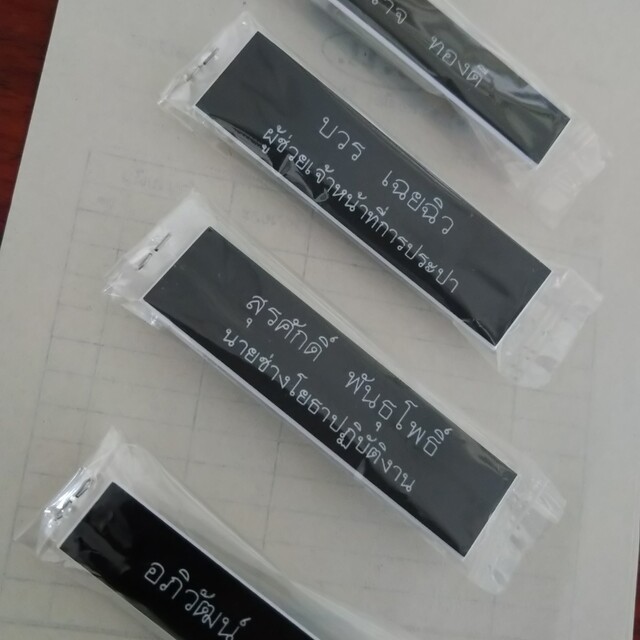 ทองดี
บวร เฉยฉิว
ผู้ช่วยเจ้าหน้าที่การประปา
สุรศักดิ์ พันธุโพธิ์
นายช่างโยธาปฏิบัติงาน
อภิวัฒน์